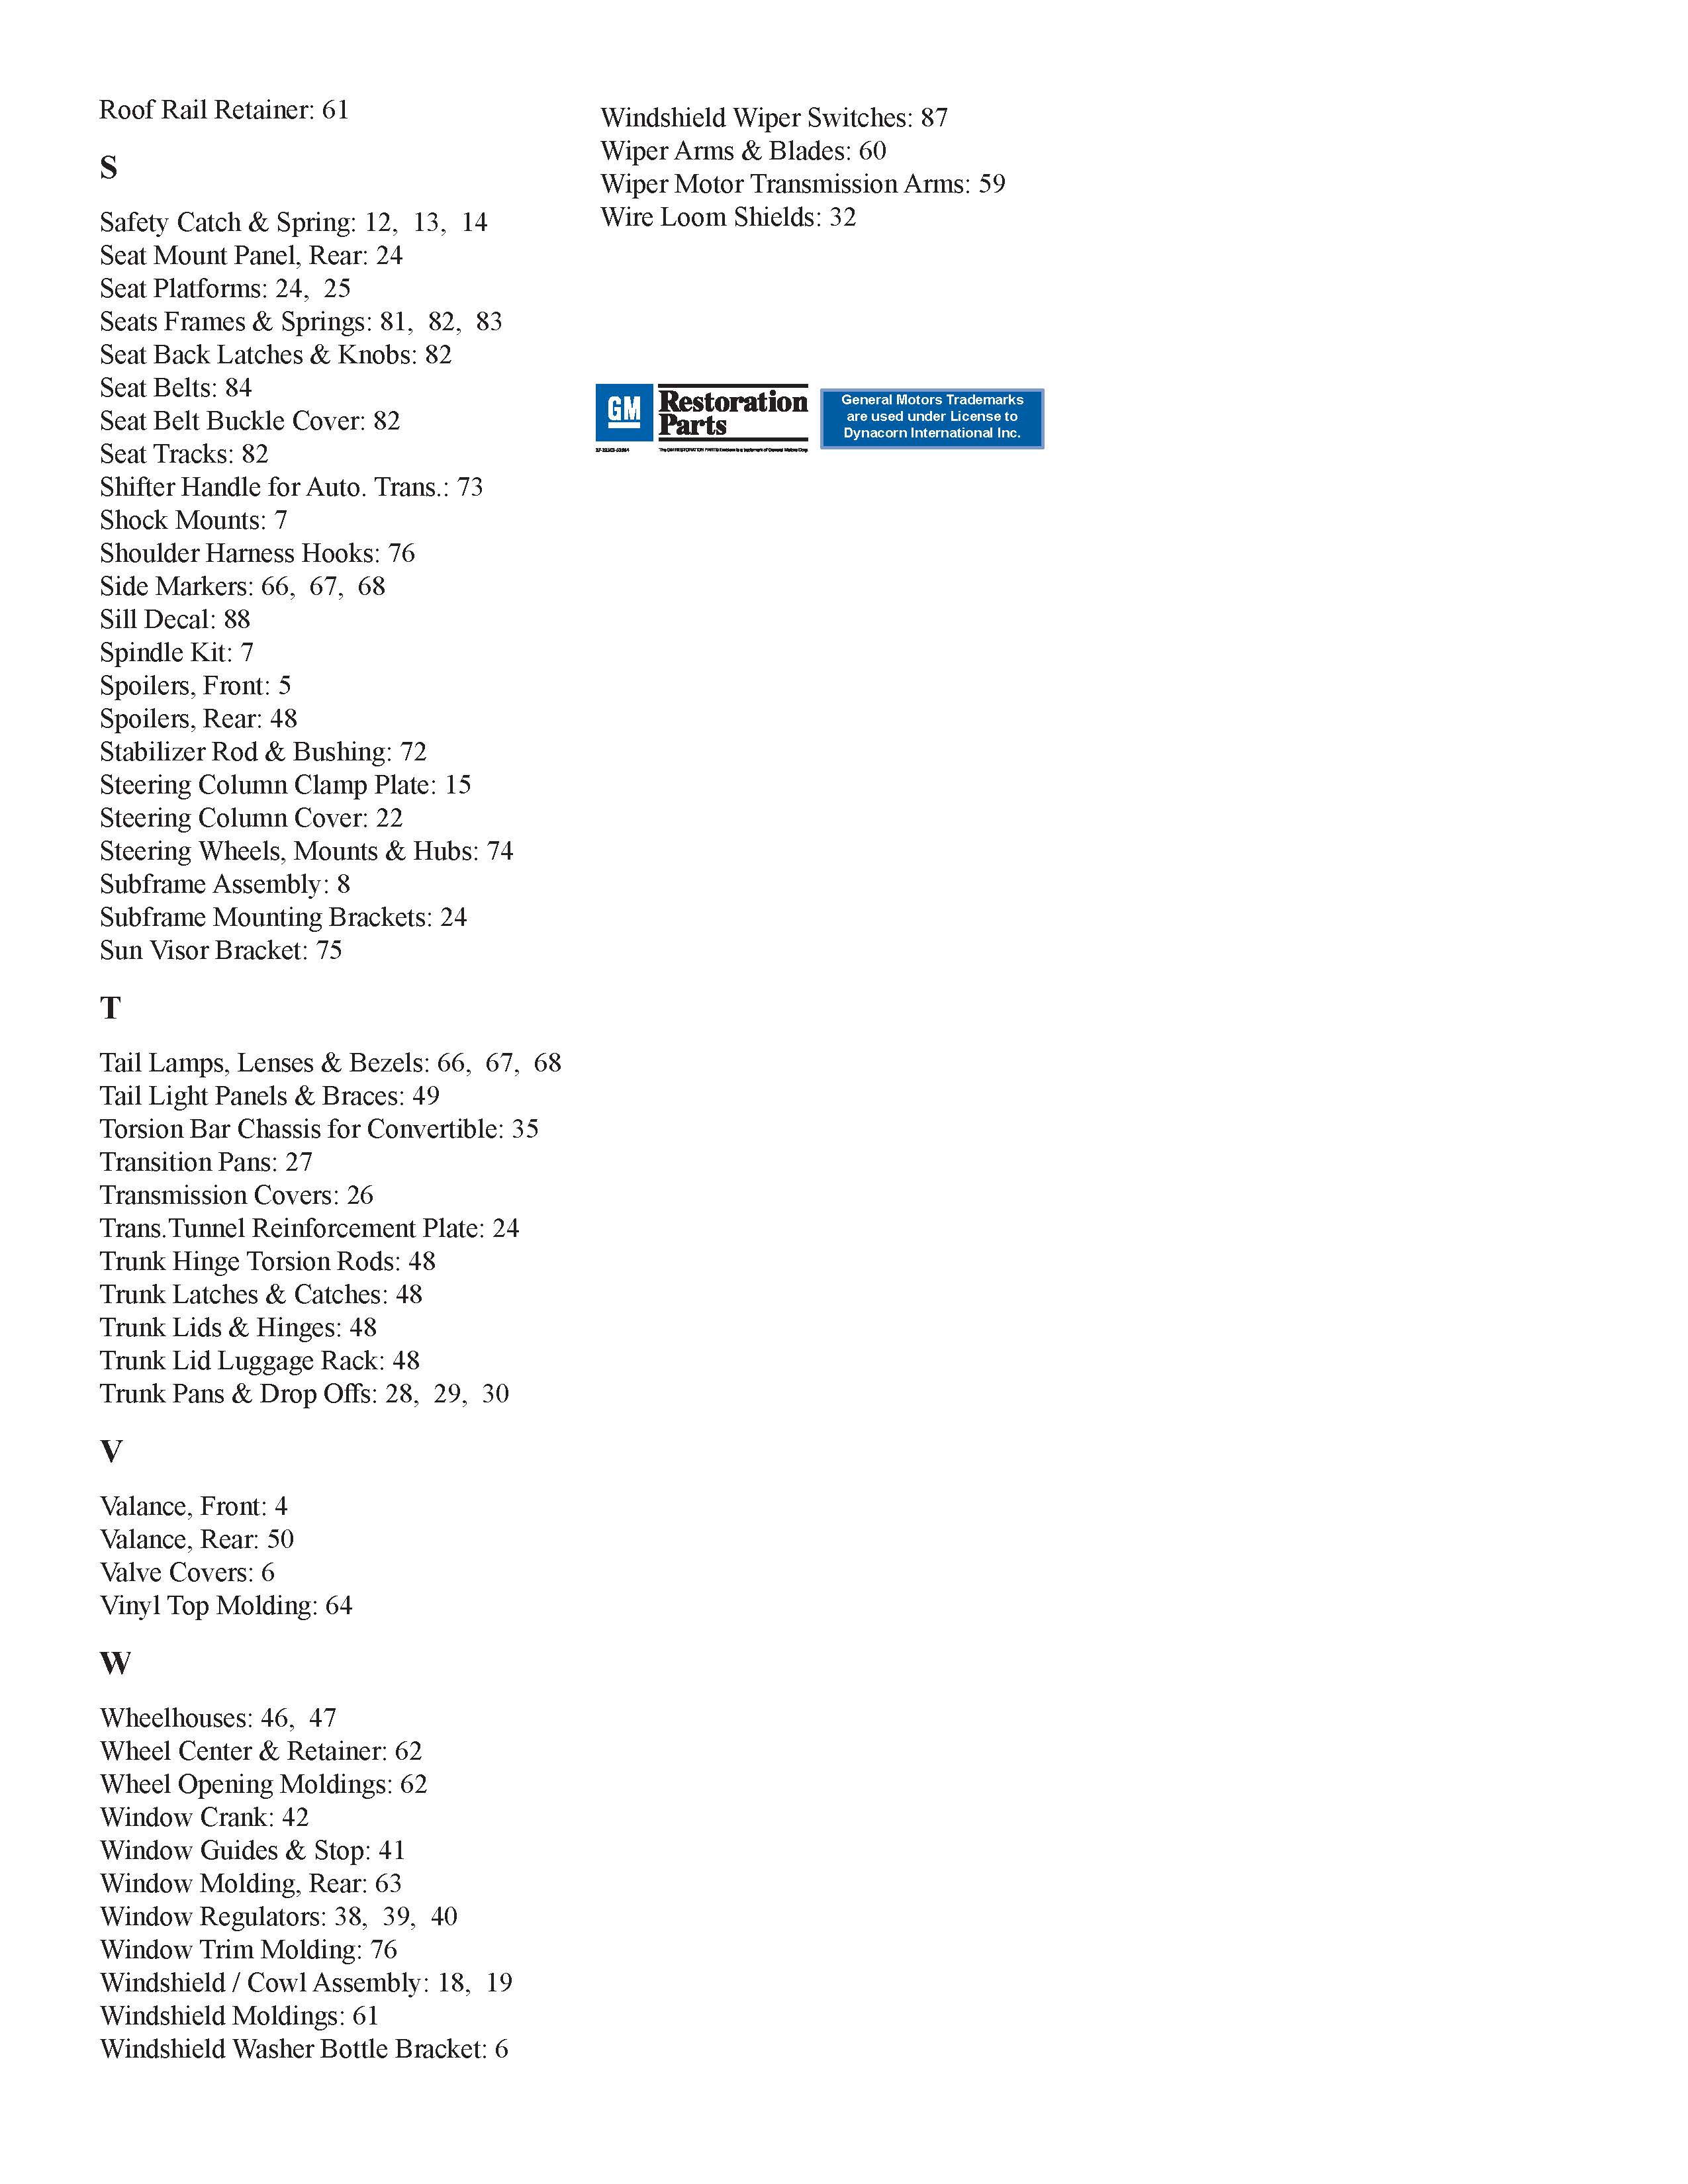 Roof Rail Retainer: 61
S
Safety Catch & Spring: 12,  13,  14
Seat Mount Panel, Rear: 24
Seat Platforms: 24,  25
Seats Frames & Springs: 81,  82,  83
Seat Back Latches & Knobs: 82
Seat Belts: 84
Seat Belt Buckle Cover: 82
Seat Tracks: 82
Shifter Handle for Auto. Trans.: 73
Shock Mounts: 7
Shoulder Harness Hooks: 76
Side Markers: 66,  67,  68
Sill Decal: 88
Spindle Kit: 7
Spoilers, Front: 5
Spoilers, Rear: 48
Stabilizer Rod & Bushing: 72
Steering Column Clamp Plate: 15
Steering Column Cover: 22
Steering Wheels, Mounts & Hubs: 74
Subframe Assembly: 8
Subframe Mounting Brackets: 24
Sun Visor Bracket: 75
T
Tail Lamps, Lenses & Bezels: 66,  67,  68
Tail Light Panels & Braces: 49
Torsion Bar Chassis for Convertible: 35
Transition Pans: 27
Transmission Covers: 26
Trans.Tunnel Reinforcement Plate: 24
Trunk Hinge Torsion Rods: 48
Trunk Latches & Catches: 48
Trunk Lids & Hinges: 48
Trunk Lid Luggage Rack: 48
Trunk Pans & Drop Offs: 28,  29,  30
V
Valance, Front: 4
Valance, Rear: 50
Valve Covers: 6
Vinyl Top Molding: 64
W
Wheelhouses: 46,  47
Wheel Center & Retainer: 62
Wheel Opening Moldings: 62
Window Crank: 42
Window Guides & Stop: 41
Window Molding, Rear: 63
Window Regulators: 38,  39,  40
Window Trim Molding: 76
Windshield / Cowl Assembly: 18,  19
Windshield Moldings: 61
Windshield Washer Bottle Bracket: 6
Windshield Wiper Switches: 87
Wiper Arms & Blades: 60
Wiper Motor Transmission Arms: 59
Wire Loom Shields: 32
GM
Restoration
Parts
The GM RESTORATION PARTS Emblem is a trademark of General Motors Corp
General Motors Trademarks
are used under License to
Dynacorn International Inc.